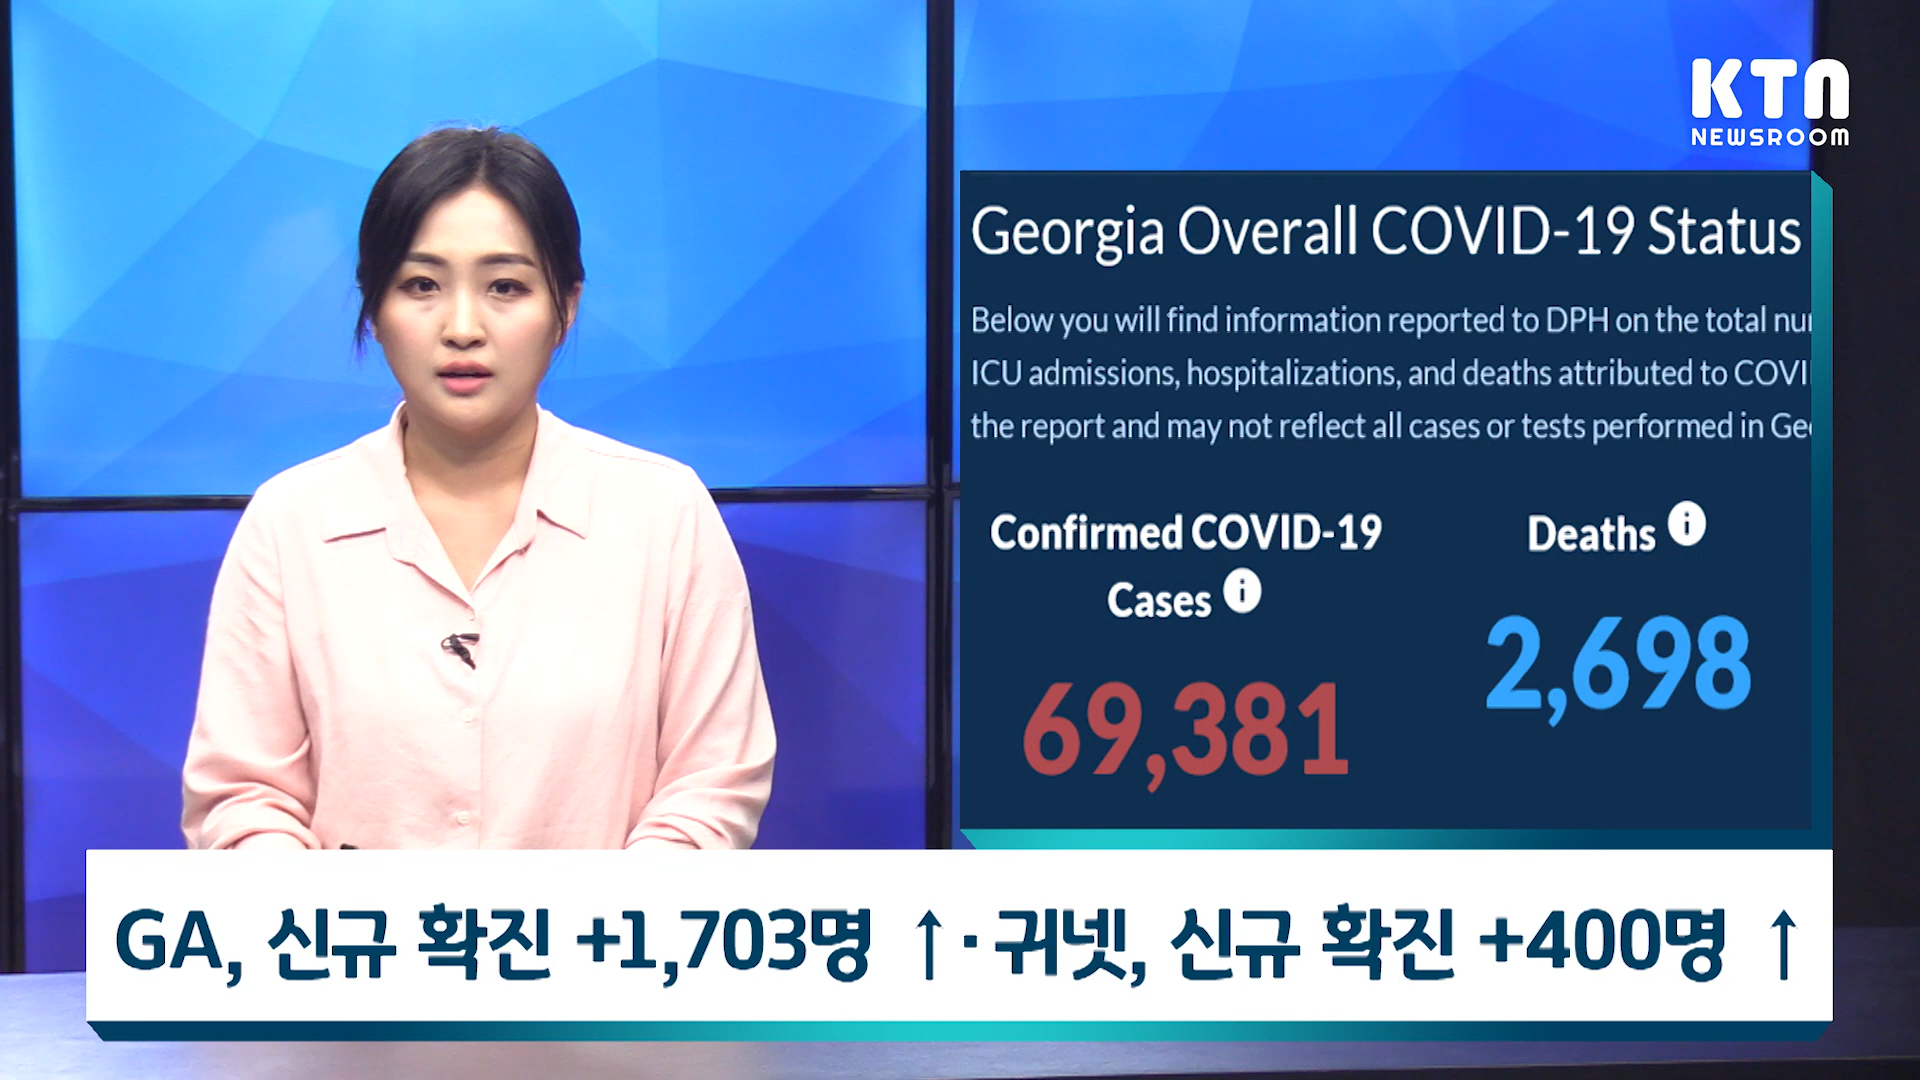 KTN
NEWSROOM
Georgia Overall COVID-19 Status
Below you will find information reported to DPH on the total
ICU admissions, hospitalizations, and deaths attributed to
the report and may not reflect all cases or tests performed in
Confirmed COVID-19
Cases
69,381
Deaths
2,698
GA, 신규 확진 +1,703명 ↑· 귀넷, 신규 확진 +400명 ↑